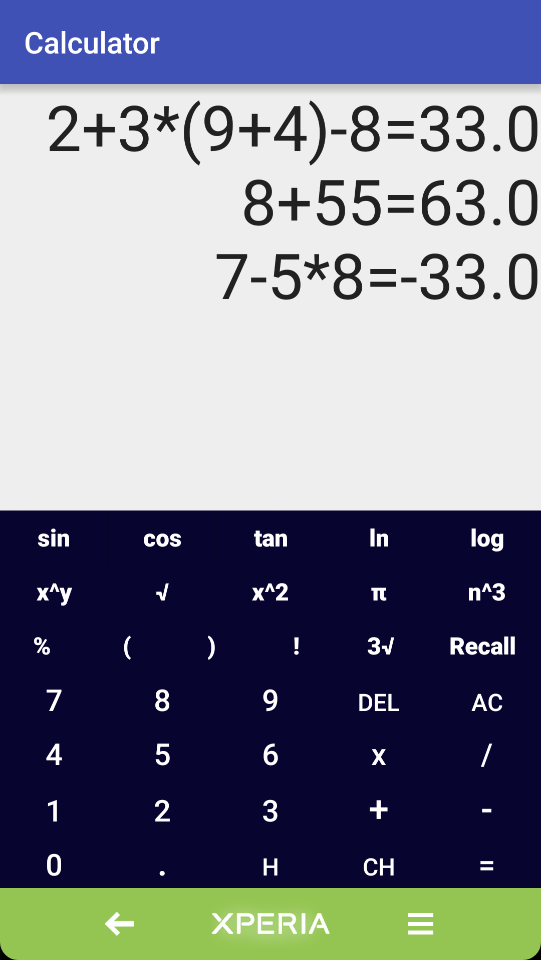 Calculator
2+3*(9+4)-8=33.0
8+55=63.0
7-5*8=-33.0
sin cos tan ln log
x^y √ x^2 π n^3
% ( ) ! 3√ Recall
7 8 9 DEL AC
4 5 6 x /
1 2 3 + -
0 . H CH =
XPERIA